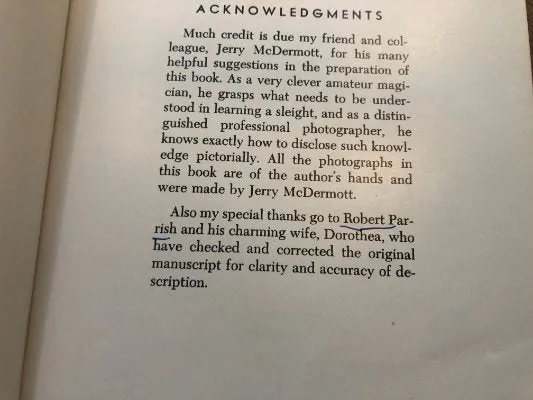 ACKNOWLEDGMENTS
Much credit is due my friend and col-
league, Jerry McDermott, for his many
helpful suggestions in the preparation of
this book. As a very clever amateur magi-
cian, he grasps what needs to be under-
stood in learning a sleight, and as a distin-
guished professional photographer, he
knows exactly how to disclose such knowl-
edge pictorially. All the photographs in
this book are of the author's hands and
were made by Jerry McDermott.
Also my special thanks go to Robert Par-
rish and his charming wife, Dorothea, who
have checked and corrected the original
manuscript for clarity and accuracy of de-
scription.